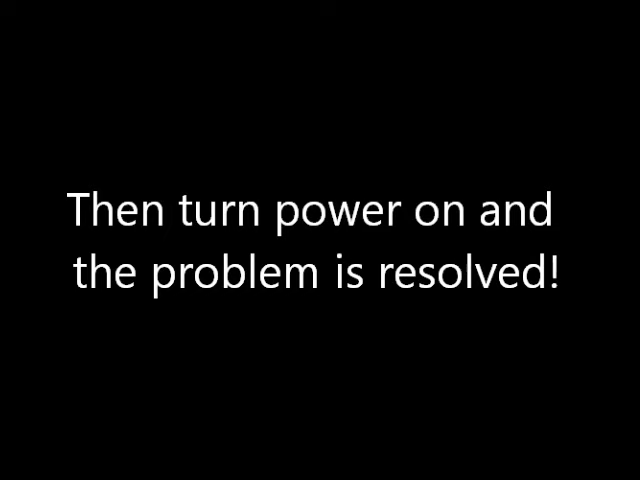 Then turn power on and
the problem is resolved!